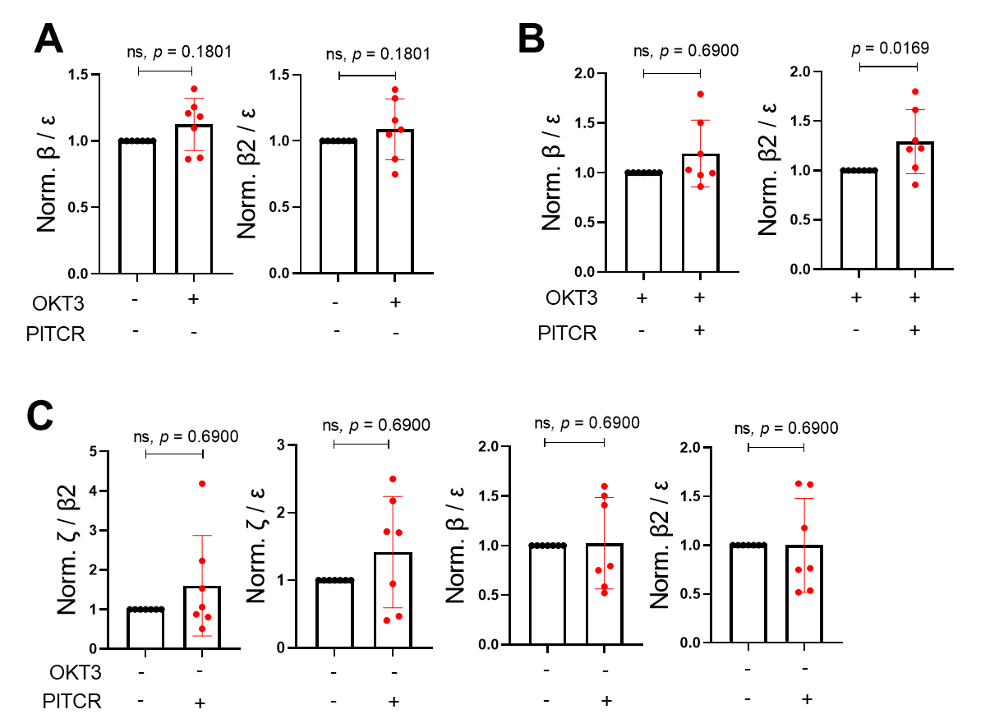 A
ns, p = 0.1801
Norm. β / ε
1.5
1.0
0.5
0.0
ns, p = 0.1801
Norm. β2 / ε
1.5
1.0
0.5
0.0
OKT3 - + - +
PITCR - - - -
B
ns, p = 0.6900
Norm. β / ε
2.0
1.5
1.0
0.5
0.0
p = 0.0169
Norm. β2 / ε
2.0
1.5
1.0
0.5
0.0
OKT3 + + + +
PITCR - + - +
C
ns, p = 0.6900
Norm. ζ / β2
5
4
3
2
1
0
ns, p = 0.6900
Norm. ζ / ε
3
2
1
0
ns, p = 0.6900
Norm. β / ε
2.0
1.5
1.0
0.5
0.0
ns, p = 0.6900
Norm. β2 / ε
2.0
1.5
1.0
0.5
0.0
OKT3 - - - - - - - -
PITCR - + - + - + - +